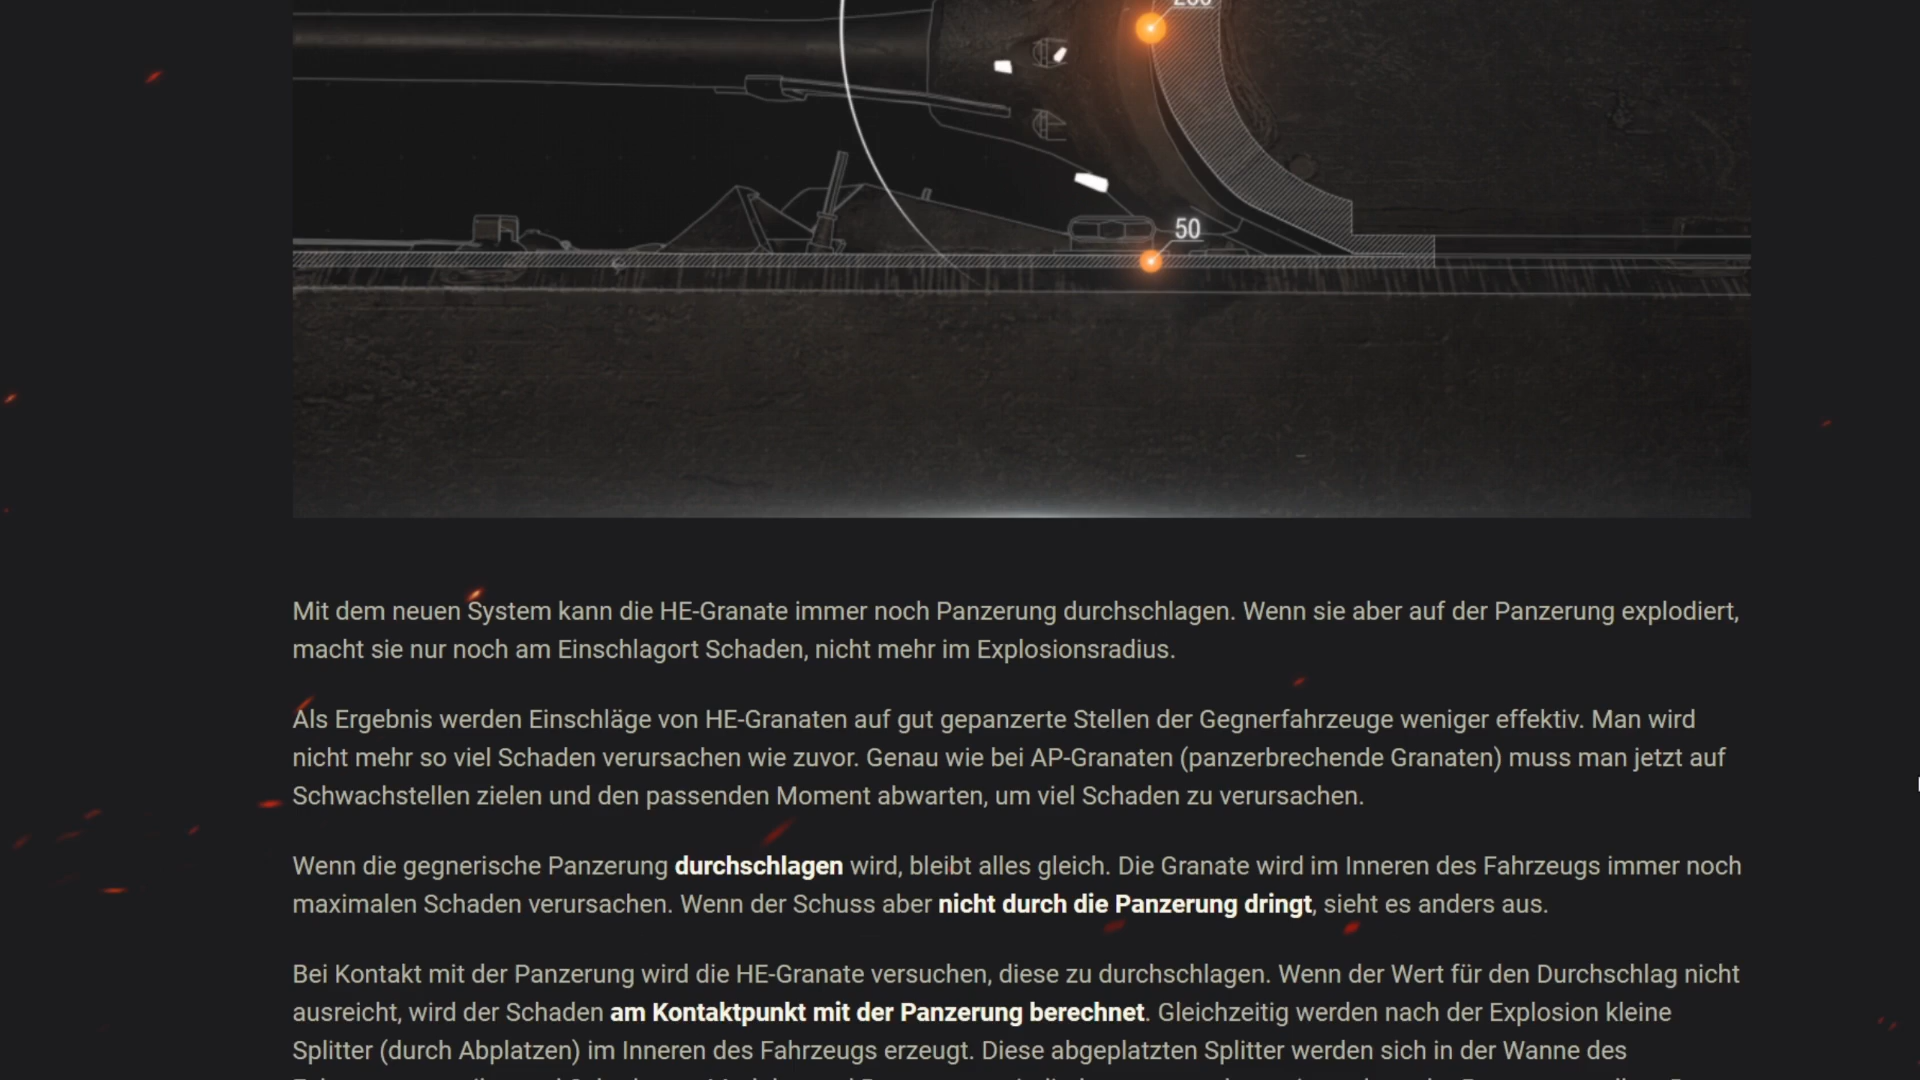 50
Mit dem neuen System kann die HE-Granate immer noch Panzerung durchschlagen. Wenn sie aber auf der Panzerung explodiert,
macht sie nur noch am Einschlagort Schaden, nicht mehr im Explosionsradius.
Als Ergebnis werden Einschläge von HE-Granaten auf gut gepanzerte Stellen der Gegnerfahrzeuge weniger effektiv. Man wird
nicht mehr so viel Schaden verursachen wie zuvor. Genau wie bei AP-Granaten (panzerbrechende Granaten) muss man jetzt auf
Schwachstellen zielen und den passenden Moment abwarten, um viel Schaden zu verursachen.
Wenn die gegnerische Panzerung durchschlagen wird, bleibt alles gleich. Die Granate wird im Inneren des Fahrzeugs immer noch
maximalen Schaden verursachen. Wenn der Schuss aber nicht durch die Panzerung dringt, sieht es anders aus.
Bei Kontakt mit der Panzerung wird die HE-Granate versuchen, diese zu durchschlagen. Wenn der Wert für den Durchschlag nicht
ausreicht, wird der Schaden am Kontaktpunkt mit der Panzerung berechnet. Gleichzeitig werden nach der Explosion kleine
Splitter (durch Abplatzen) im Inneren des Fahrzeugs erzeugt. Diese abgeplatzten Splitter werden sich in der Wanne des